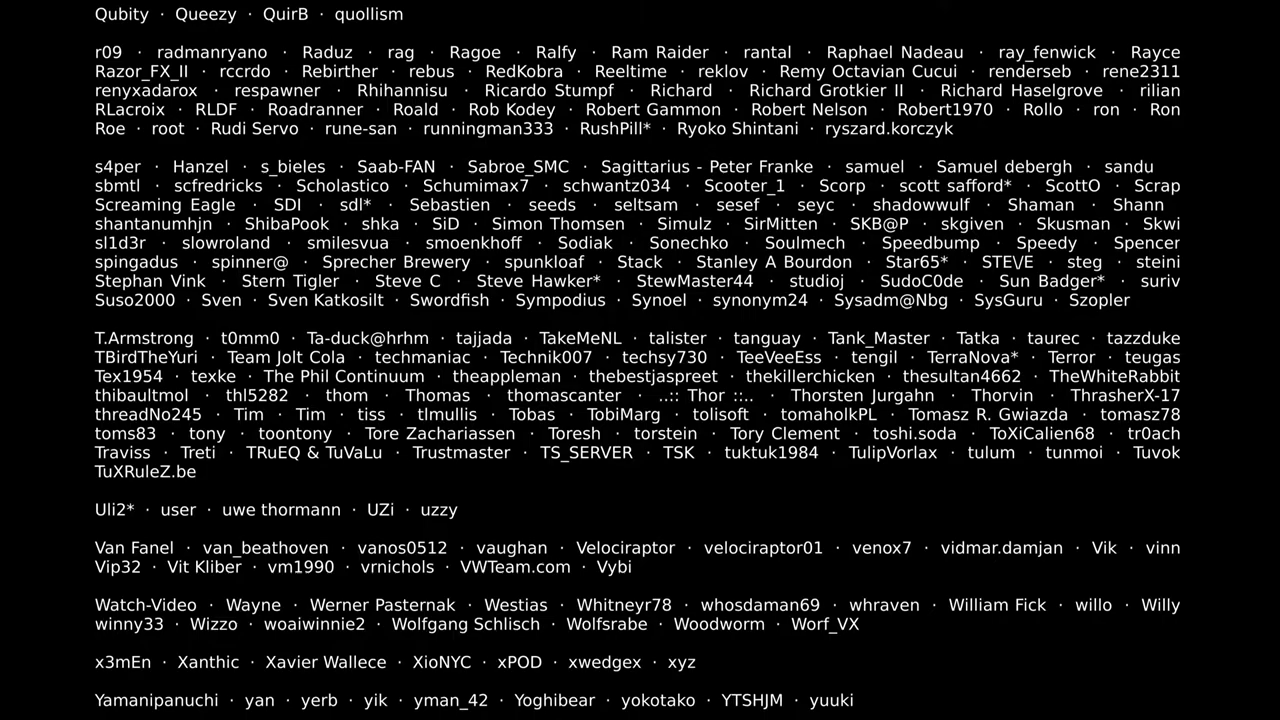 Qubity · Queezy · QuirB · quollism
r09 · radmanryano · Raduz · rag · Ragoe · Ralfy · Ram Raider · rantal · Raphael Nadeau · ray_fenwick · Rayce
Razor_FX_II · rccrdo · Rebirther · rebus · RedKobra · Reeltime · reklov · Remy Octavian Cucui · renderseb · rene2311
renyxadarox · respawner · Rhihannisu · Ricardo Stumpf · Richard · Richard Grotkier II · Richard Haselgrove · rilian
RLacroix · RLDF · Roadranner · Roald · Rob Kodey · Robert Gammon · Robert Nelson · Robert1970 · Rollo · ron · Ron
Roe · root · Rudi Servo · rune-san · runningman333 · RushPill* · Ryoko Shintani · ryszard.korczyk
s4per · Hanzel · s_bieles · Saab-FAN · Sabroe_SMC · Sagittarius - Peter Franke · samuel · Samuel debergh · sandu
sbmtl · scfredricks · Scholastico · Schumimax7 · schwantz034 · Scooter_1 · Scorp · scott safford* · ScottO · Scrap
Screaming Eagle · SDI · sdl* · Sebastien · seeds · seltsam · sesef · seyc · shadowwulf · Shaman · Shann
shantanumhjn · ShibaPook · shka · SiD · Simon Thomsen · Simulz · SirMitten · SKB@P · skgiven · Skusman · Skwi
sl1d3r · slowroland · smilesvua · smoenkhoff · Sodiak · Sonechko · Soulmech · Speedbump · Speedy · Spencer
spingadus · spinner@ · Sprecher Brewery · spunkloaf · Stack · Stanley A Bourdon · Star65* · STE\/E · steg · steini
Stephan Vink · Stern Tigler · Steve C · Steve Hawker* · StewMaster44 · studioj · SudoC0de · Sun Badger* · suriv
Suso2000 · Sven · Sven Katkosilt · Swordfish · Sympodius · Synoel · synonym24 · Sysadm@Nbg · SysGuru · Szopler
T.Armstrong · t0mm0 · Ta-duck@hrhm · tajjada · TakeMeNL · talister · tanguay · Tank_Master · Tatka · taurec · tazzduke
TBirdTheYuri · Team Jolt Cola · techmaniac · Technik007 · techsy730 · TeeVeeEss · tengil · TerraNova* · Terror · teugas
Tex1954 · texke · The Phil Continuum · theappleman · thebestjaspreet · thekillerchicken · thesultan4662 · TheWhiteRabbit
thibaultmol · thl5282 · thom · Thomas · thomascanter · ..:: Thor ::.. · Thorsten Jurgahn · Thorvin · ThrasherX-17
threadNo245 · Tim · Tim · tiss · tlmullis · Tobas · TobiMarg · tolisoft · tomaholkPL · Tomasz R. Gwiazda · tomasz78
toms83 · tony · toontony · Tore Zachariassen · Toresh · torstein · Tory Clement · toshi.soda · ToXiCalien68 · tr0ach
Traviss · Treti · TRuEQ & TuVaLu · Trustmaster · TS_SERVER · TSK · tuktuk1984 · TulipVorlax · tulum · tunmoi · Tuvok
TuXRuleZ.be
Uli2* · user · uwe thormann · UZi · uzzy
Van Fanel · van_beathoven · vanos0512 · vaughan · Velociraptor · velociraptor01 · venox7 · vidmar.damjan · Vik · vinn
Vip32 · Vit Kliber · vm1990 · vrnichols · VWTeam.com · Vybi
Watch-Video · Wayne · Werner Pasternak · Westias · Whitneyr78 · whosdaman69 · whraven · William Fick · willo · Willy
winny33 · Wizzo · woaiwinnie2 · Wolfgang Schlisch · Wolfsrabe · Woodworm · Worf_VX
x3mEn · Xanthic · Xavier Wallece · XioNYC · xPOD · xwedgex · xyz
Yamanipanuchi · yan · yerb · yik · yman_42 · Yoghibear · yokotako · YTSHJM · yuuki